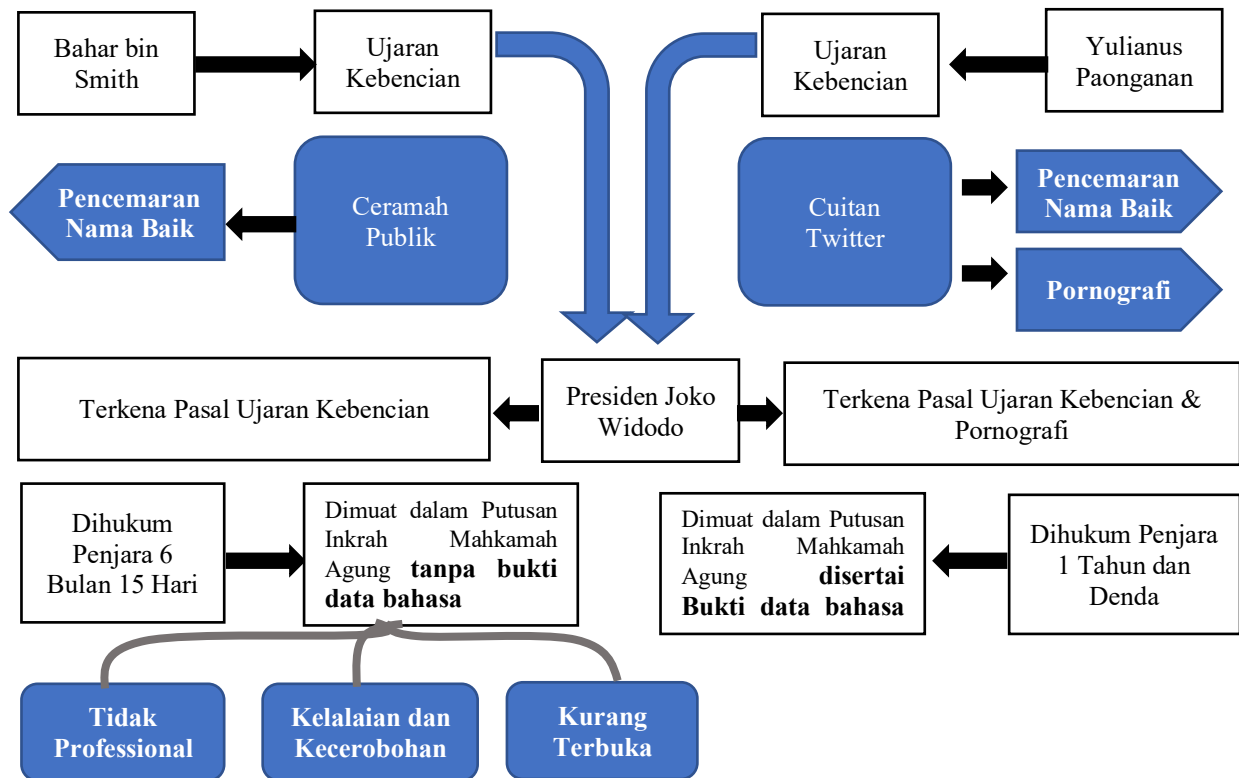 Bahar bin
Smith
Ujaran
Kebencian
Ujaran
Kebencian
Yulianus
Paonganan
Pencemaran
Nama Baik
Ceramah
Publik
Cuitan
Twitter
Pencemaran
Nama Baik
Pornografi
Terkena Pasal Ujaran Kebencian
Presiden Joko
Widodo
Terkena Pasal Ujaran Kebencian &
Pornografi
Dihukum
Penjara 6
Bulan 15 Hari
Dimuat dalam Putusan
Inkrah Mahkamah
Agung tanpa bukti
data bahasa
Dimuat dalam Putusan
Inkrah Mahkamah
Agung disertai
Bukti data bahasa
Dihukum Penjara
1 Tahun dan
Denda
Tidak
Professional
Kelalaian dan
Kecerobohan
Kurang
Terbuka